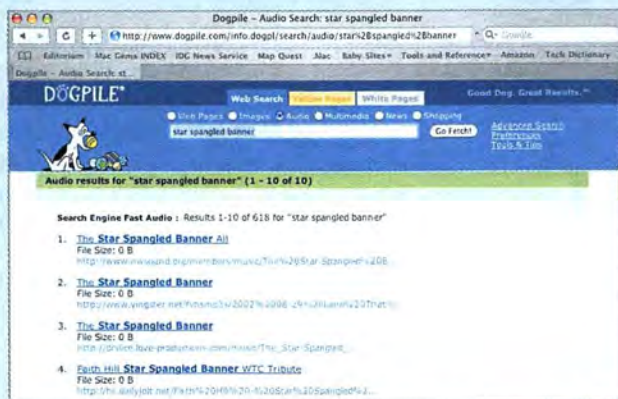 Dogpile – Audio Search: star spangled banner
http://www.dogpile.com/info.dogpl/search/audio/star%2Bspangled%2Bbanner
Q- Google
Editorium Mac Gems INDEX IDG News Service Map Quest .Mac Baby Sites Tools and Reference Amazon Tech Dictionary
Dogpile – Audio Search: st...
DOGPILE®
Web Search Yellow Pages White Pages
Good Dog. Great Results.™
Web Pages Images Audio Multimedia News Shopping
star spangled banner
Go Fetch!
Advanced Search
Preferences
Tools & Tips
Audio results for "star spangled banner" (1 - 10 of 10)
Search Engine Fast Audio : Results 1-10 of 618 for "star spangled banner"
1. The Star Spangled Banner All
File Size: 0 B
2. The Star Spangled Banner
File Size: 0 B
3. The Star Spangled Banner
File Size: 0 B
4. Faith Hill Star Spangled Banner WTC Tribute
File Size: 0 B